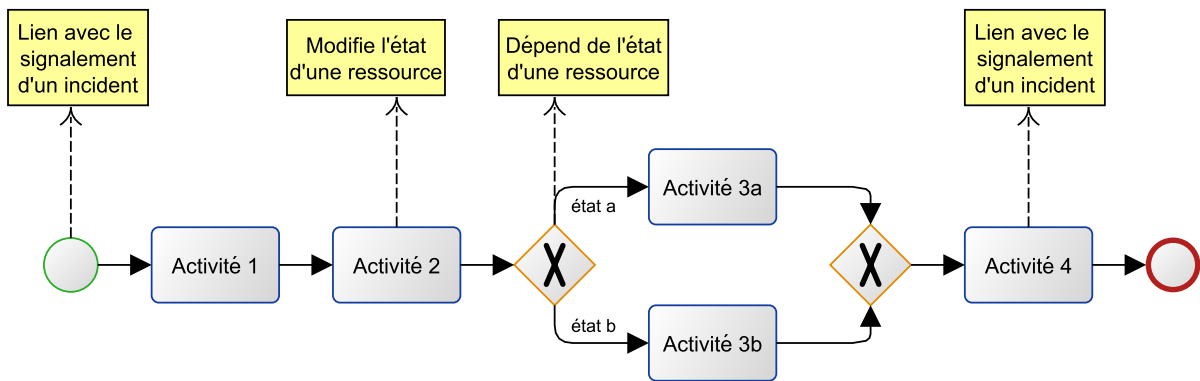 Lien avec le
signalement
d'un incident
Modifie l'état
d'une ressource
Dépend de l'état
d'une ressource
Lien avec le
signalement
d'un incident
Activité 1
Activité 2
état a
état b
Activité 3a
Activité 3b
Activité 4